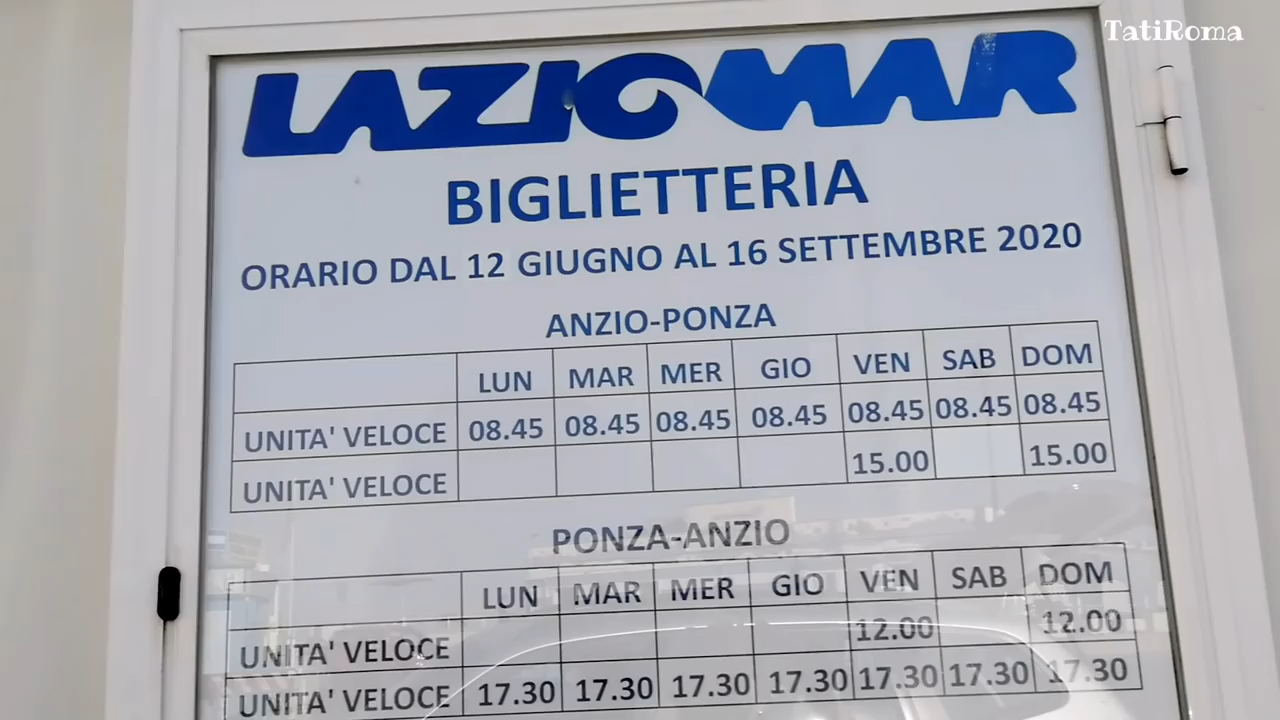 TatiRoma
LAZIOMAR
BIGLIETTERIA
ORARIO DAL 12 GIUGNO AL 16 SETTEMBRE 2020
ANZIO-PONZA
LUN MAR MER GIO VEN SAB DOM
UNITA' VELOCE 08.45 08.45 08.45 08.45 08.45 08.45 08.45
UNITA' VELOCE 15.00 15.00
PONZA-ANZIO
LUN MAR MER GIO VEN SAB DOM
UNITA' VELOCE 12.00 12.00
UNITA' VELOCE 17.30 17.30 17.30 17.30 17.30 17.30 17.30